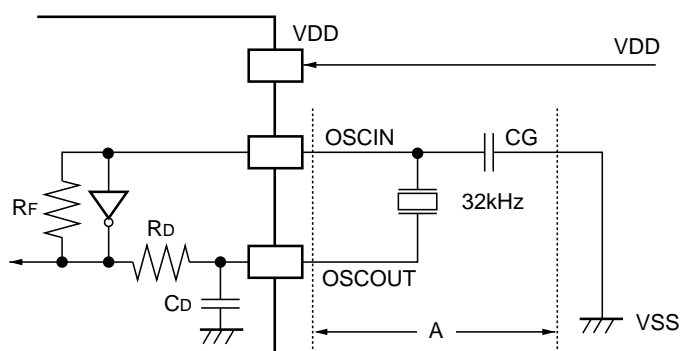 VDD
VDD
OSCIN
CG
RF
32kHz
RD
OSCOUT
CD
A
VSS